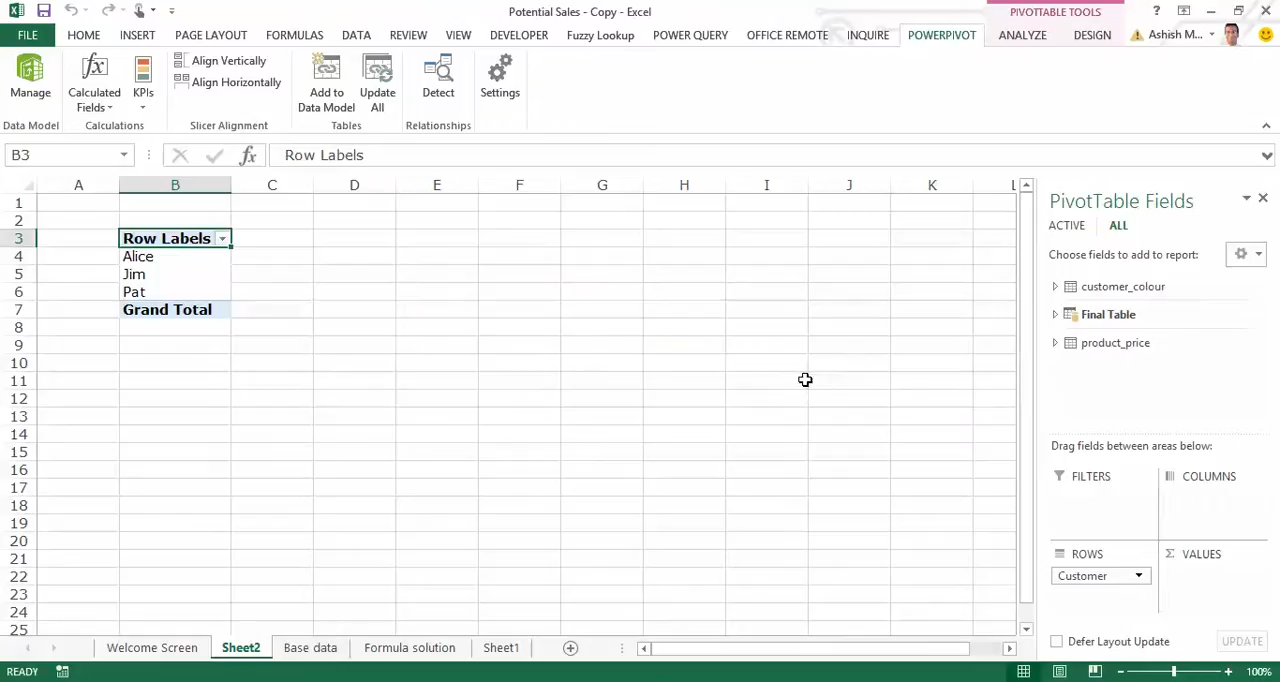 Potential Sales - Copy - Excel
PIVOTTABLE TOOLS
?
FILE
HOME
INSERT
PAGE LAYOUT
FORMULAS
DATA
REVIEW
VIEW
DEVELOPER
Fuzzy Lookup
POWER QUERY
OFFICE REMOTE
INQUIRE
POWERPIVOT
ANALYZE
DESIGN
Ashish M...
Manage
Calculated Fields
KPIs
Align Vertically
Align Horizontally
Add to Data Model
Update All
Detect
Settings
Data Model
Calculations
Slicer Alignment
Tables
Relationships
B3
fx
Row Labels
A B C D E F G H I J K L
1
2
3 Row Labels
4 Alice
5 Jim
6 Pat
7 Grand Total
8
9
10
11
12
13
14
15
16
17
18
19
20
21
22
23
24
25
PivotTable Fields
ACTIVE
ALL
Choose fields to add to report:
customer_colour
Final Table
product_price
Drag fields between areas below:
FILTERS
COLUMNS
ROWS
VALUES
Customer
Defer Layout Update
UPDATE
Welcome Screen
Sheet2
Base data
Formula solution
Sheet1
READY
100%